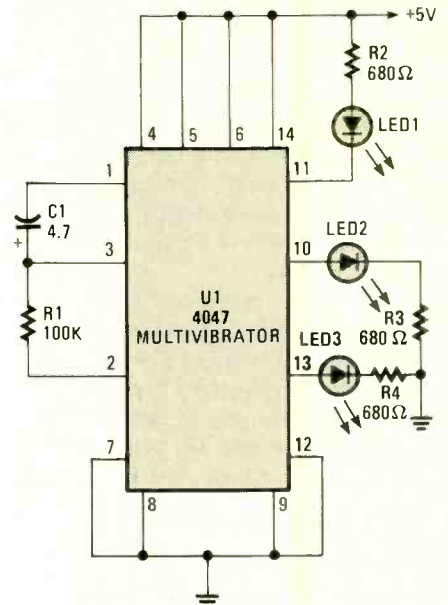 +5V
R2
680Ω
4
5
6
14
LED1
1
11
C1
4.7
+
3
10
LED2
U1
4047
MULTIVIBRATOR
R1
100K
R3
680Ω
LED3
2
13
R4
680Ω
7
12
8
9